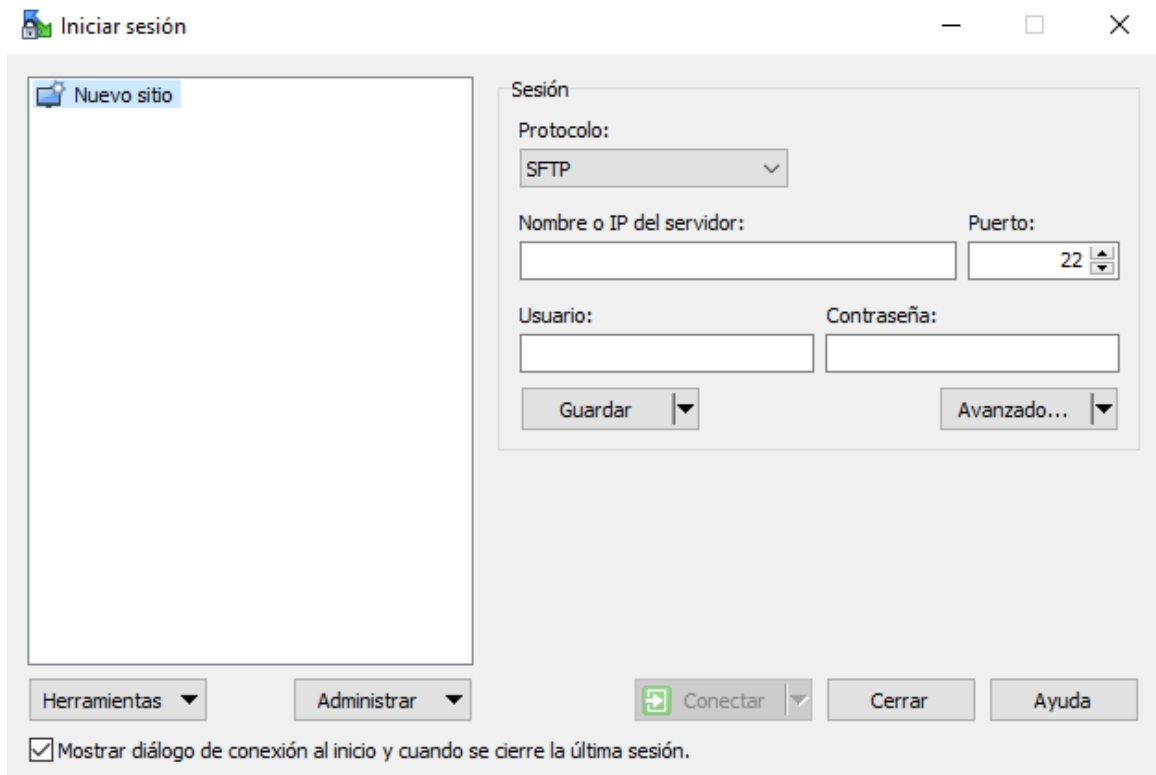 Iniciar sesión
Nuevo sitio
Sesión
Protocolo:
SFTP
Nombre o IP del servidor: Puerto:
22
Usuario: Contraseña:
Guardar Avanzado...
Herramientas Administrar Conectar Cerrar Ayuda
Mostrar diálogo de conexión al inicio y cuando se cierre la última sesión.